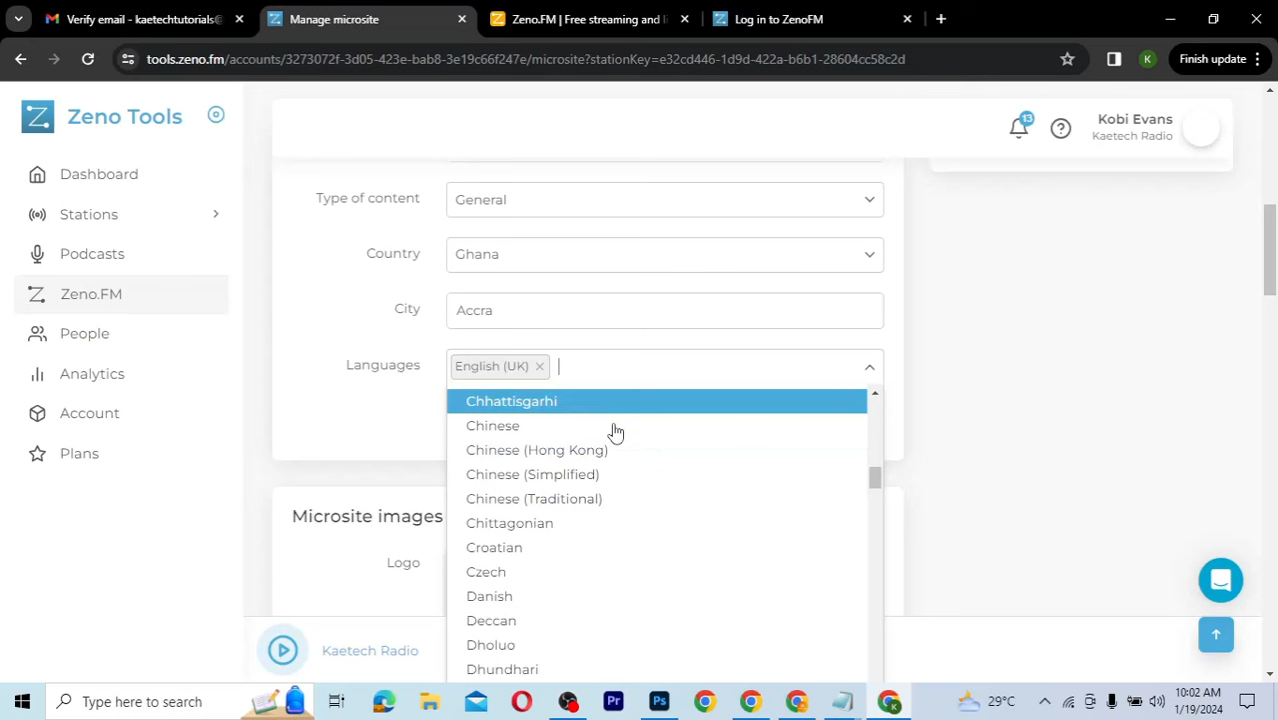 Verify email - kaetechtutorials@
Manage microsite
Zeno.FM | Free streaming and li
Log in to ZenoFM
tools.zeno.fm/accounts/3273072f-3d05-423e-bab8-3e19c66f247e/microsite?stationKey=e32cd446-1d9d-422a-b6b1-28604cc58c2d
K
Finish update
Zeno Tools
13
Kobi Evans
Kaetech Radio
Dashboard
Stations
Podcasts
Zeno.FM
People
Analytics
Account
Plans
Type of content
General
Country
Ghana
City
Accra
Languages
English (UK)
Chhattisgarhi
Chinese
Chinese (Hong Kong)
Chinese (Simplified)
Chinese (Traditional)
Chittagonian
Croatian
Czech
Danish
Deccan
Dholuo
Dhundhari
Microsite images
Logo
Kaetech Radio
Type here to search
Pr
Ps
K
29°C
10:02 AM
1/19/2024